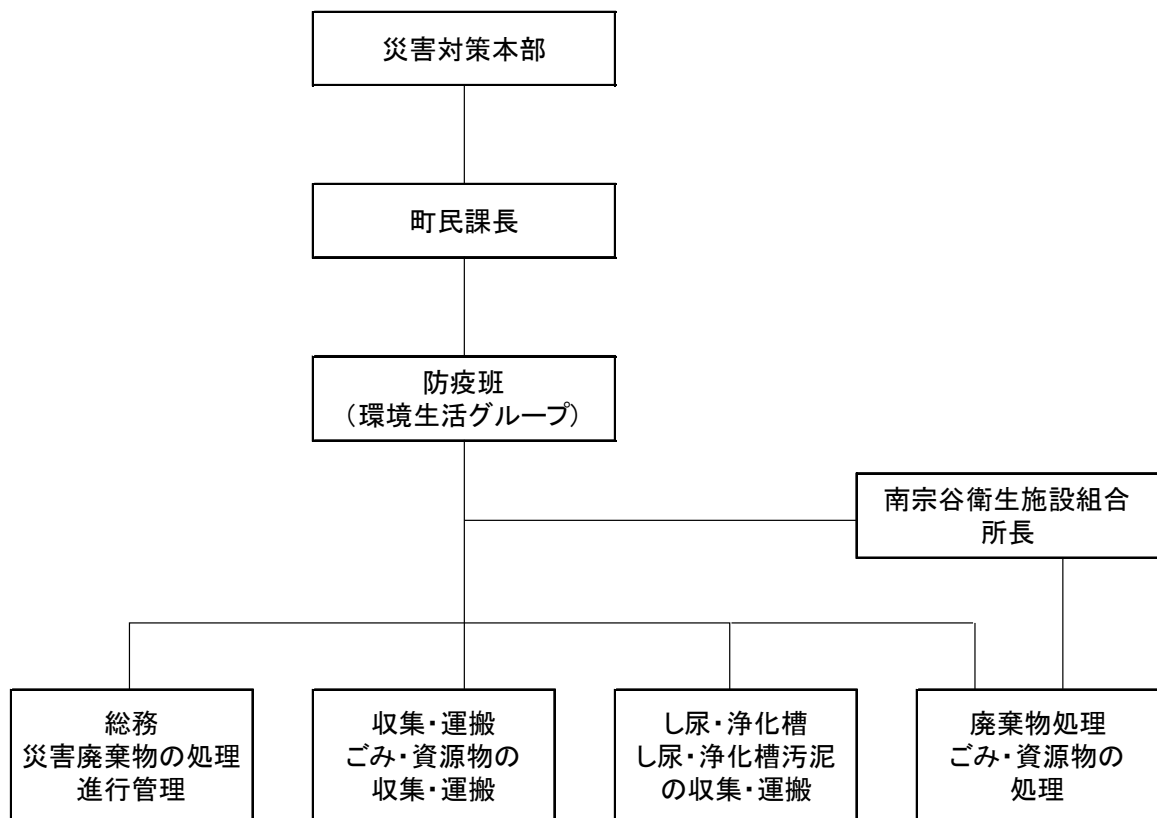 災害対策本部
町民課長
防疫班
（環境生活グループ）
南宗谷衛生施設組合
所長
総務
災害廃棄物の処理
進行管理
収集・運搬
ごみ・資源物の
収集・運搬
し尿・浄化槽
し尿・浄化槽汚泥
の収集・運搬
廃棄物処理
ごみ・資源物の
処理